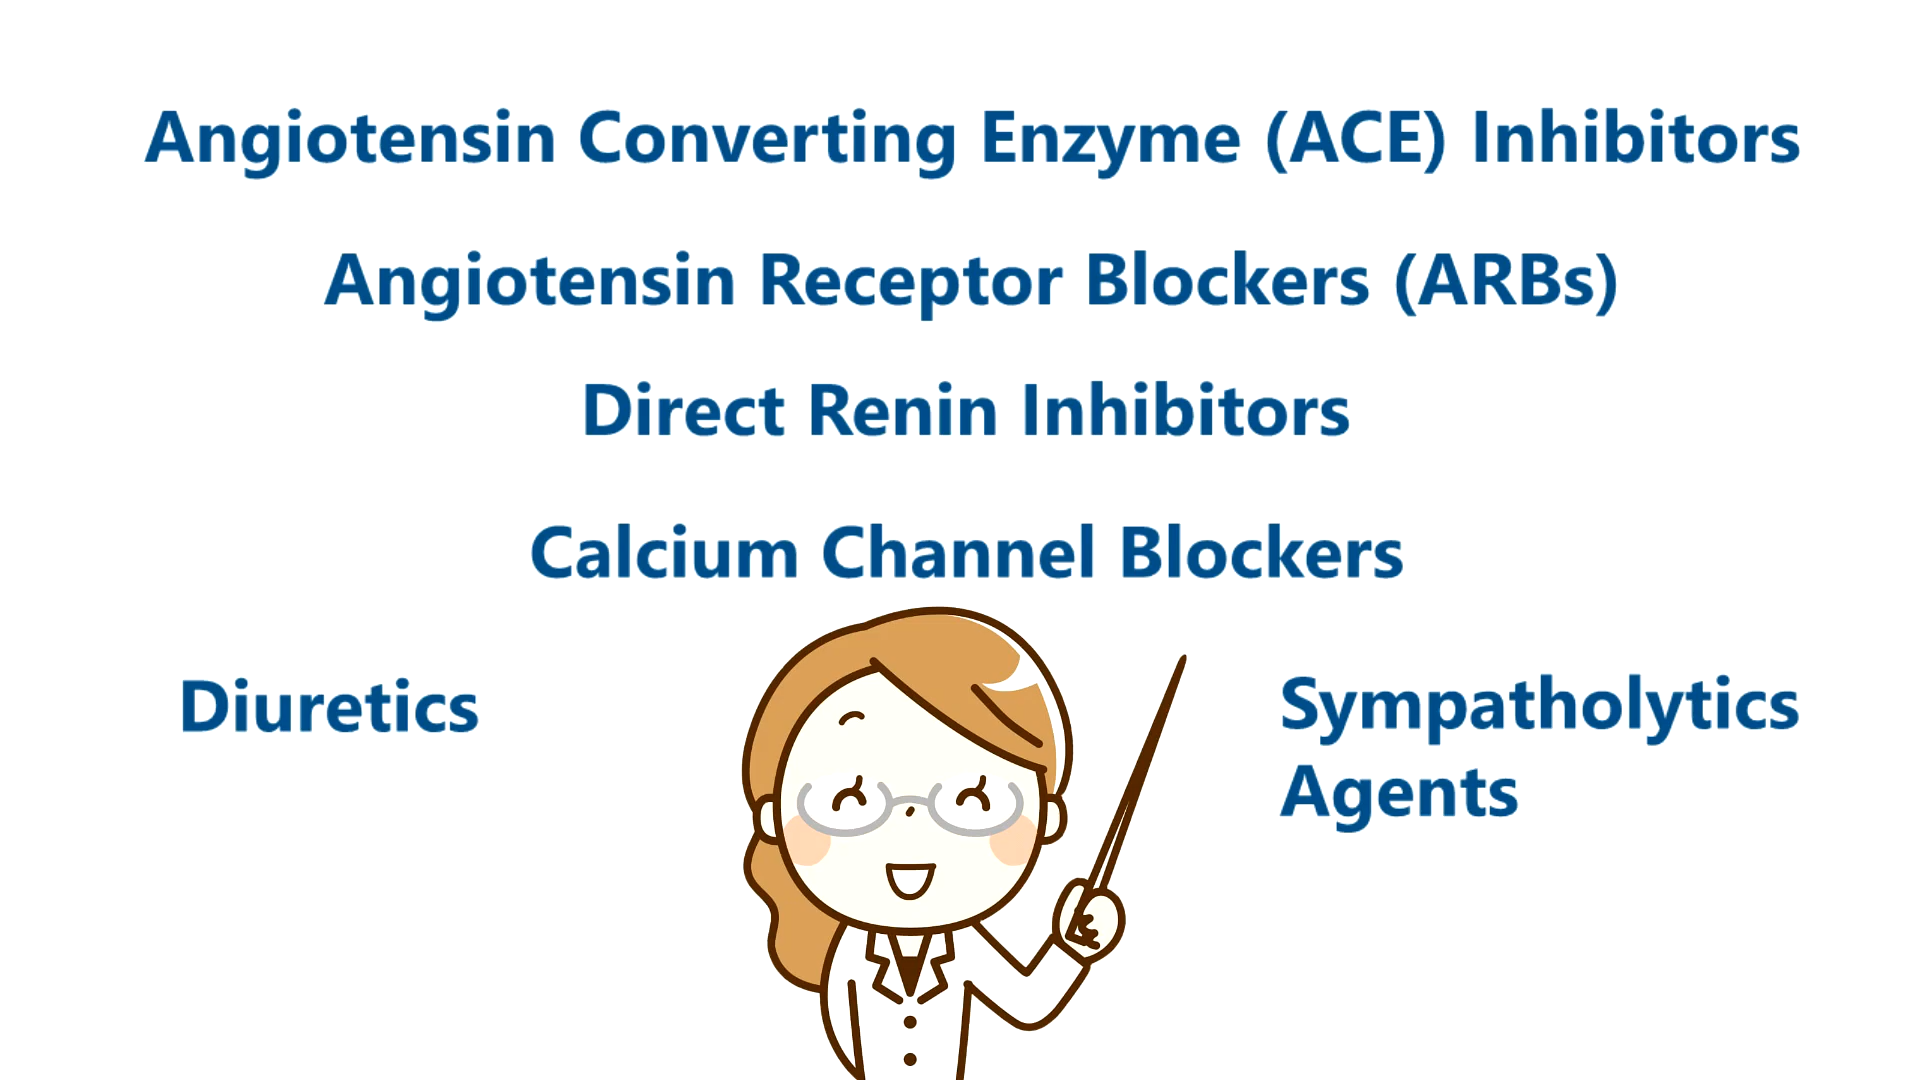 Angiotensin Converting Enzyme (ACE) Inhibitors
Angiotensin Receptor Blockers (ARBs)
Direct Renin Inhibitors
Calcium Channel Blockers
Diuretics
Sympatholytics
Agents